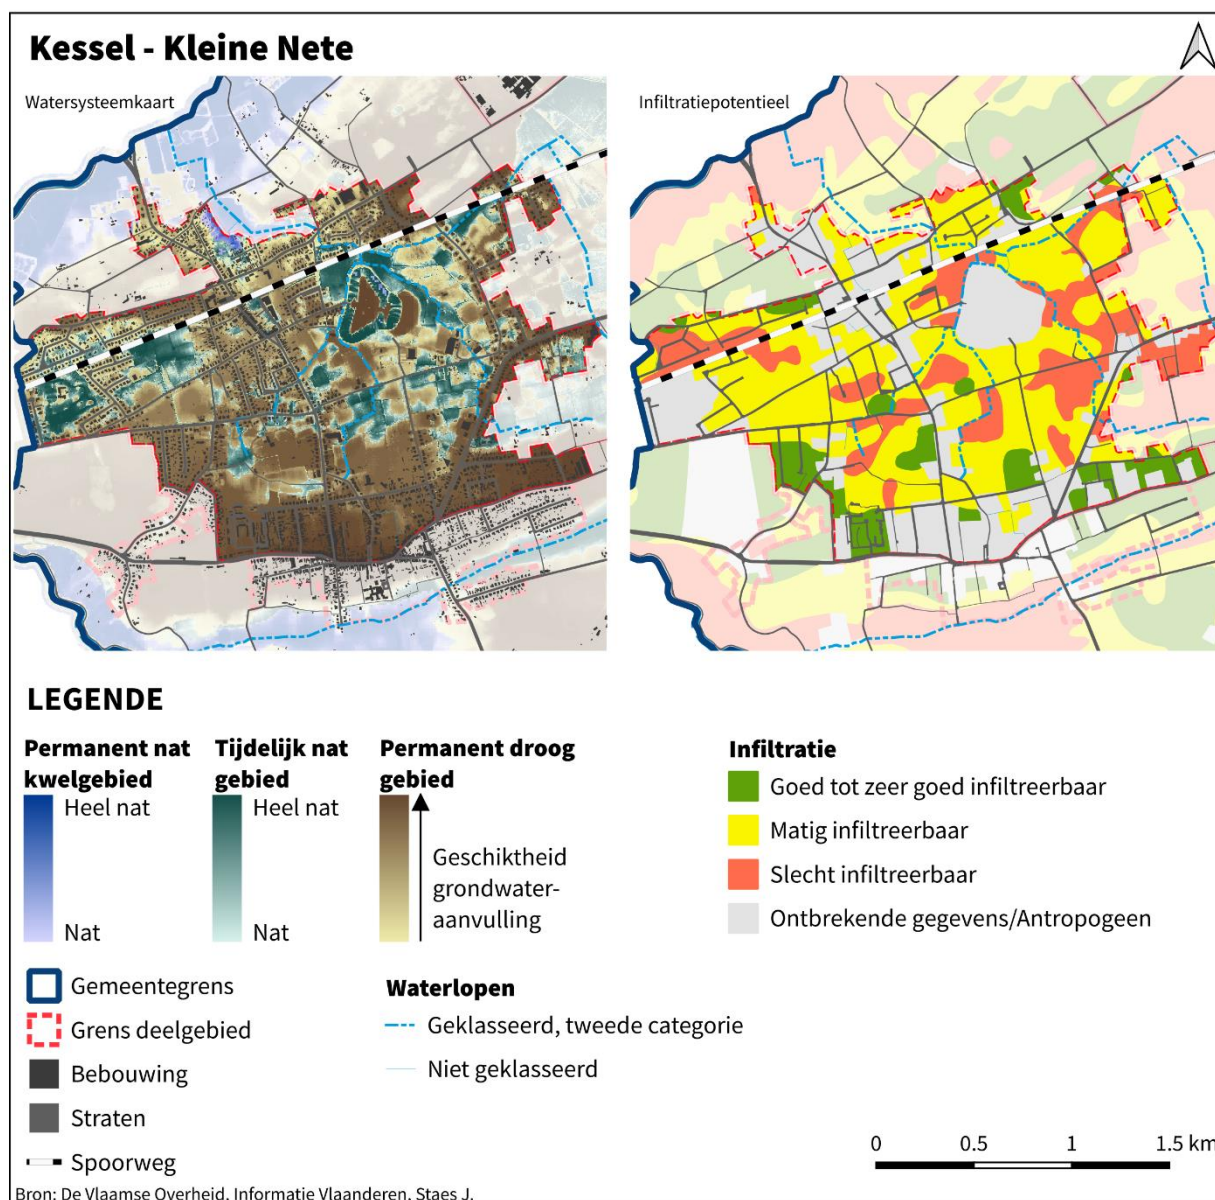 Kessel - Kleine Nete
Watersysteemkaart
Infiltratiepotentieel
LEGENDE
Permanent nat
kwelgebied
Heel nat
Nat
Tijdelijk nat
gebied
Heel nat
Nat
Permanent droog
gebied
Geschiktheid
grondwater-
aanvulling
Infiltratie
Goed tot zeer goed infiltreerbaar
Matig infiltreerbaar
Slecht infiltreerbaar
Ontbrekende gegevens/Antropogeen
Gemeentegrens
Grens deelgebied
Bebouwing
Straten
Spoorweg
Waterlopen
Geklasseerd, tweede categorie
Niet geklasseerd
0 0.5 1 1.5 km
Bron: De Vlaamse Overheid, Informatie Vlaanderen, Staes J.